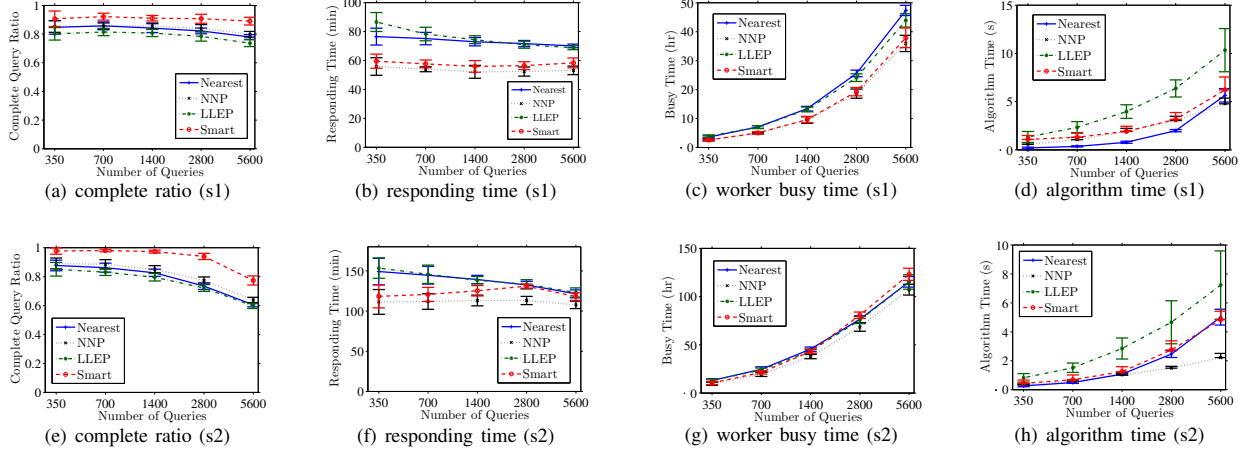 Complete Query Ratio
1
0.8
0.6
0.4
0.2
0
Nearest
NNP
LLEP
Smart
350 700 1400 2800 5600
Number of Queries
(a) complete ratio (s1)
Responding Time (min)
100
80
60
40
20
0
Nearest
NNP
LLEP
Smart
350 700 1400 2800 5600
Number of Queries
(b) responding time (s1)
Busy Time (hr)
50
40
30
20
10
0
Nearest
NNP
LLEP
Smart
350 700 1400 2800 5600
Number of Queries
(c) worker busy time (s1)
Algorithm Time (s)
15
10
5
0
Nearest
NNP
LLEP
Smart
350 700 1400 2800 5600
Number of Queries
(d) algorithm time (s1)
Complete Query Ratio
1
0.8
0.6
0.4
0.2
0
Nearest
NNP
LLEP
Smart
350 700 1400 2800 5600
Number of Queries
(e) complete ratio (s2)
Responding Time (min)
150
100
50
0
Nearest
NNP
LLEP
Smart
350 700 1400 2800 5600
Number of Queries
(f) responding time (s2)
Busy Time (hr)
150
100
50
0
Nearest
NNP
LLEP
Smart
350 700 1400 2800 5600
Number of Queries
(g) worker busy time (s2)
Algorithm Time (s)
10
8
6
4
2
0
Nearest
NNP
LLEP
Smart
350 700 1400 2800 5600
Number of Queries
(h) algorithm time (s2)